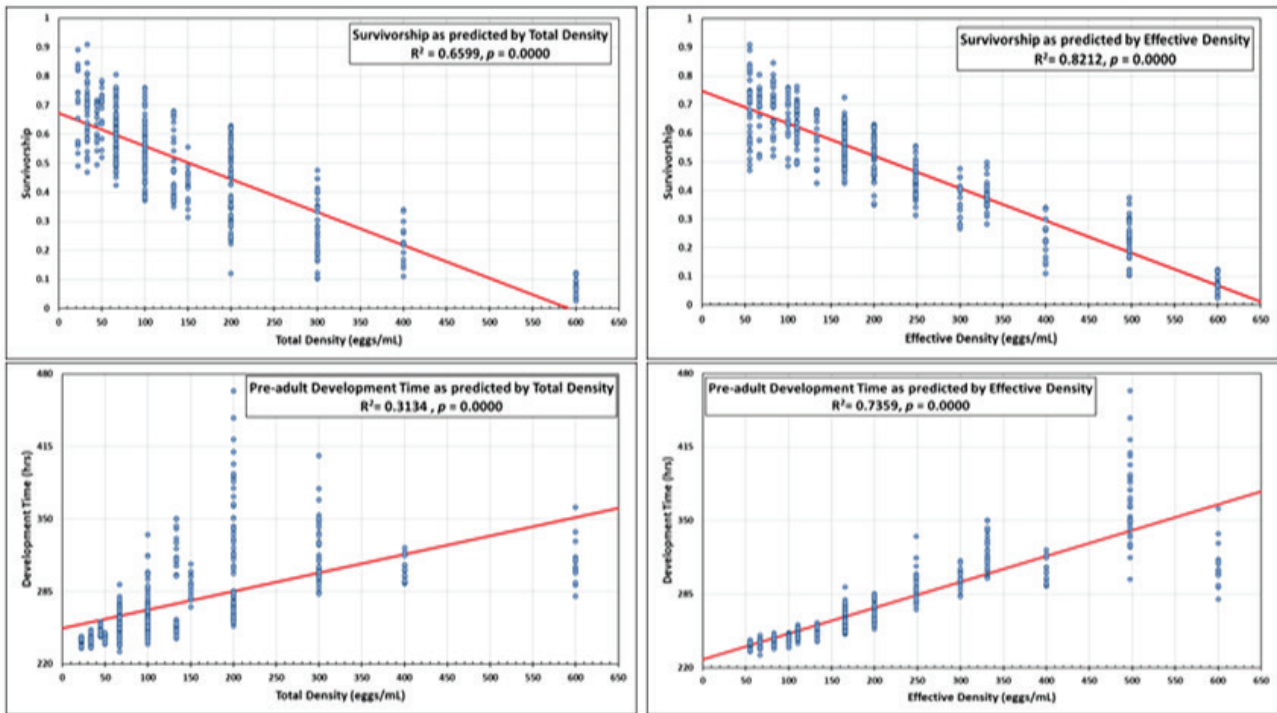 Survivorship as predicted by Total Density
R² = 0.6599, p = 0.0000
Survivorship
1
0.9
0.8
0.7
0.6
0.5
0.4
0.3
0.2
0.1
0
0 50 100 150 200 250 300 350 400 450 500 550 600 650
Total Density (eggs/mL)
Survivorship as predicted by Effective Density
R²= 0.8212, p = 0.0000
Survivorship
1
0.9
0.8
0.7
0.6
0.5
0.4
0.3
0.2
0.1
0
0 50 100 150 200 250 300 350 400 450 500 550 600 650
Effective Density (eggs/mL)
Pre-adult Development Time as predicted by Total Density
R²= 0.3134 , p = 0.0000
Development Time (hrs)
480
415
350
285
220
0 50 100 150 200 250 300 350 400 450 500 550 600 650
Total Density (eggs/mL)
Pre-adult Development Time as predicted by Effective Density
R²= 0.7359, p = 0.0000
Development Time (hrs)
480
415
350
285
220
0 50 100 150 200 250 300 350 400 450 500 550 600 650
Effective Density (eggs/mL)